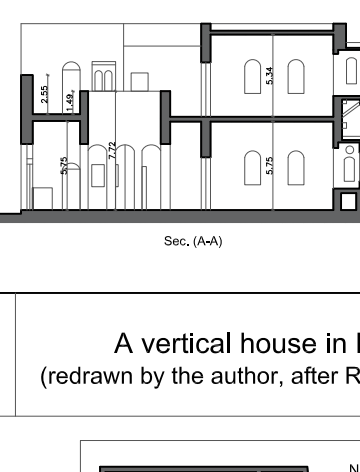 5.34
2.55
1.49
7.72
5.75
5.75
Sec. (A-A)
A vertical house in
(redrawn by the author, after R
N